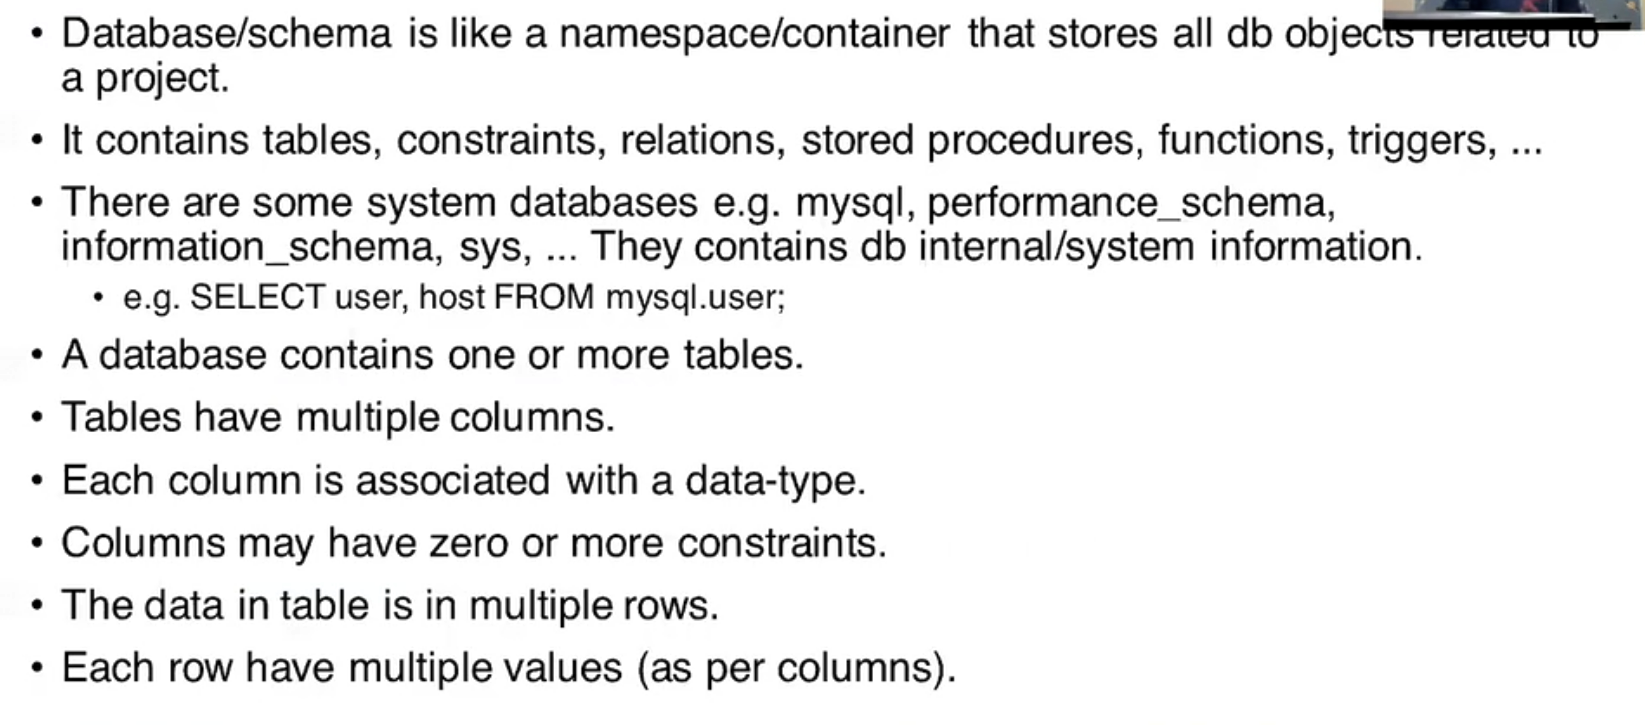 • Database/schema is like a namespace/container that stores all db objects related to
a project.
• It contains tables, constraints, relations, stored procedures, functions, triggers, ...
• There are some system databases e.g. mysql, performance_schema,
information_schema, sys, ... They contains db internal/system information.
• e.g. SELECT user, host FROM mysql.user;
• A database contains one or more tables.
• Tables have multiple columns.
• Each column is associated with a data-type.
• Columns may have zero or more constraints.
• The data in table is in multiple rows.
• Each row have multiple values (as per columns).